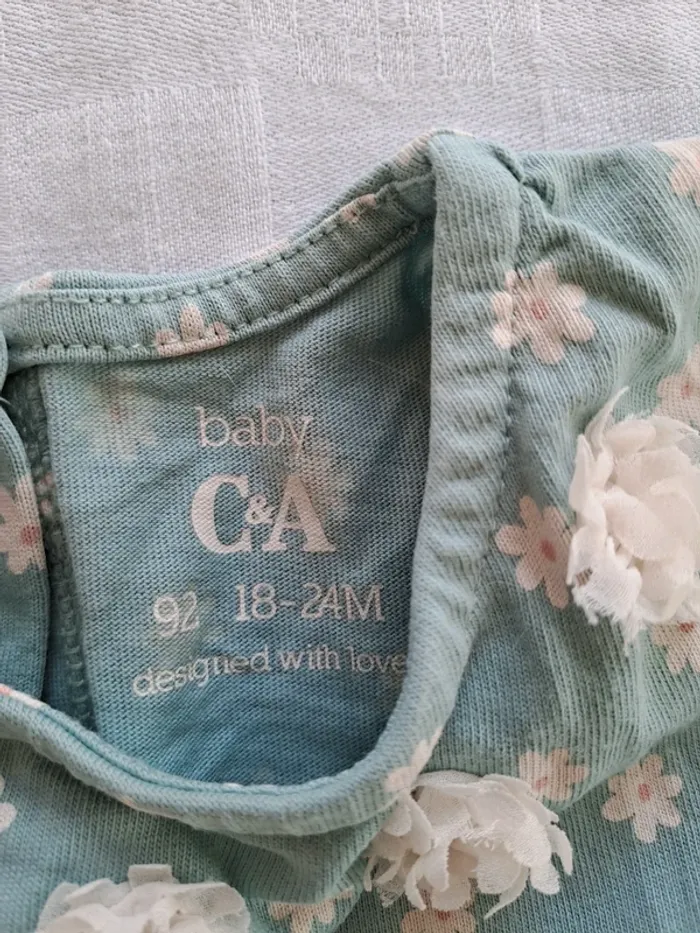 baby
C&A
92 18-24M
designed with love